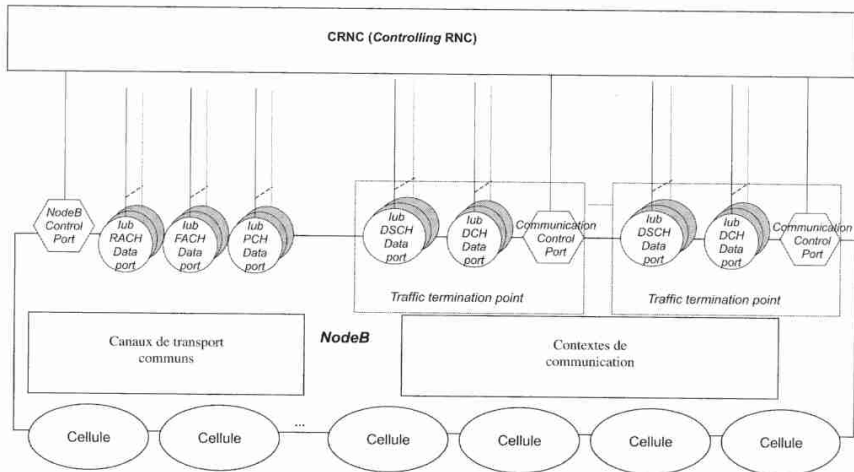 CRNC (Controlling RNC)
NodeB
Control
Port
Iub
RACH
Data
port
Iub
FACH
Data
port
Iub
PCH
Data
port
Iub
DSCH
Data
port
Iub
DCH
Data
port
Communication
Control
Port
Iub
DSCH
Data
port
Iub
DCH
Data
port
Communication
Control
Port
Traffic termination point
Traffic termination point
Canaux de transport
communs
NodeB
Contextes de
communication
Cellule
Cellule
...
Cellule
Cellule
Cellule
Cellule